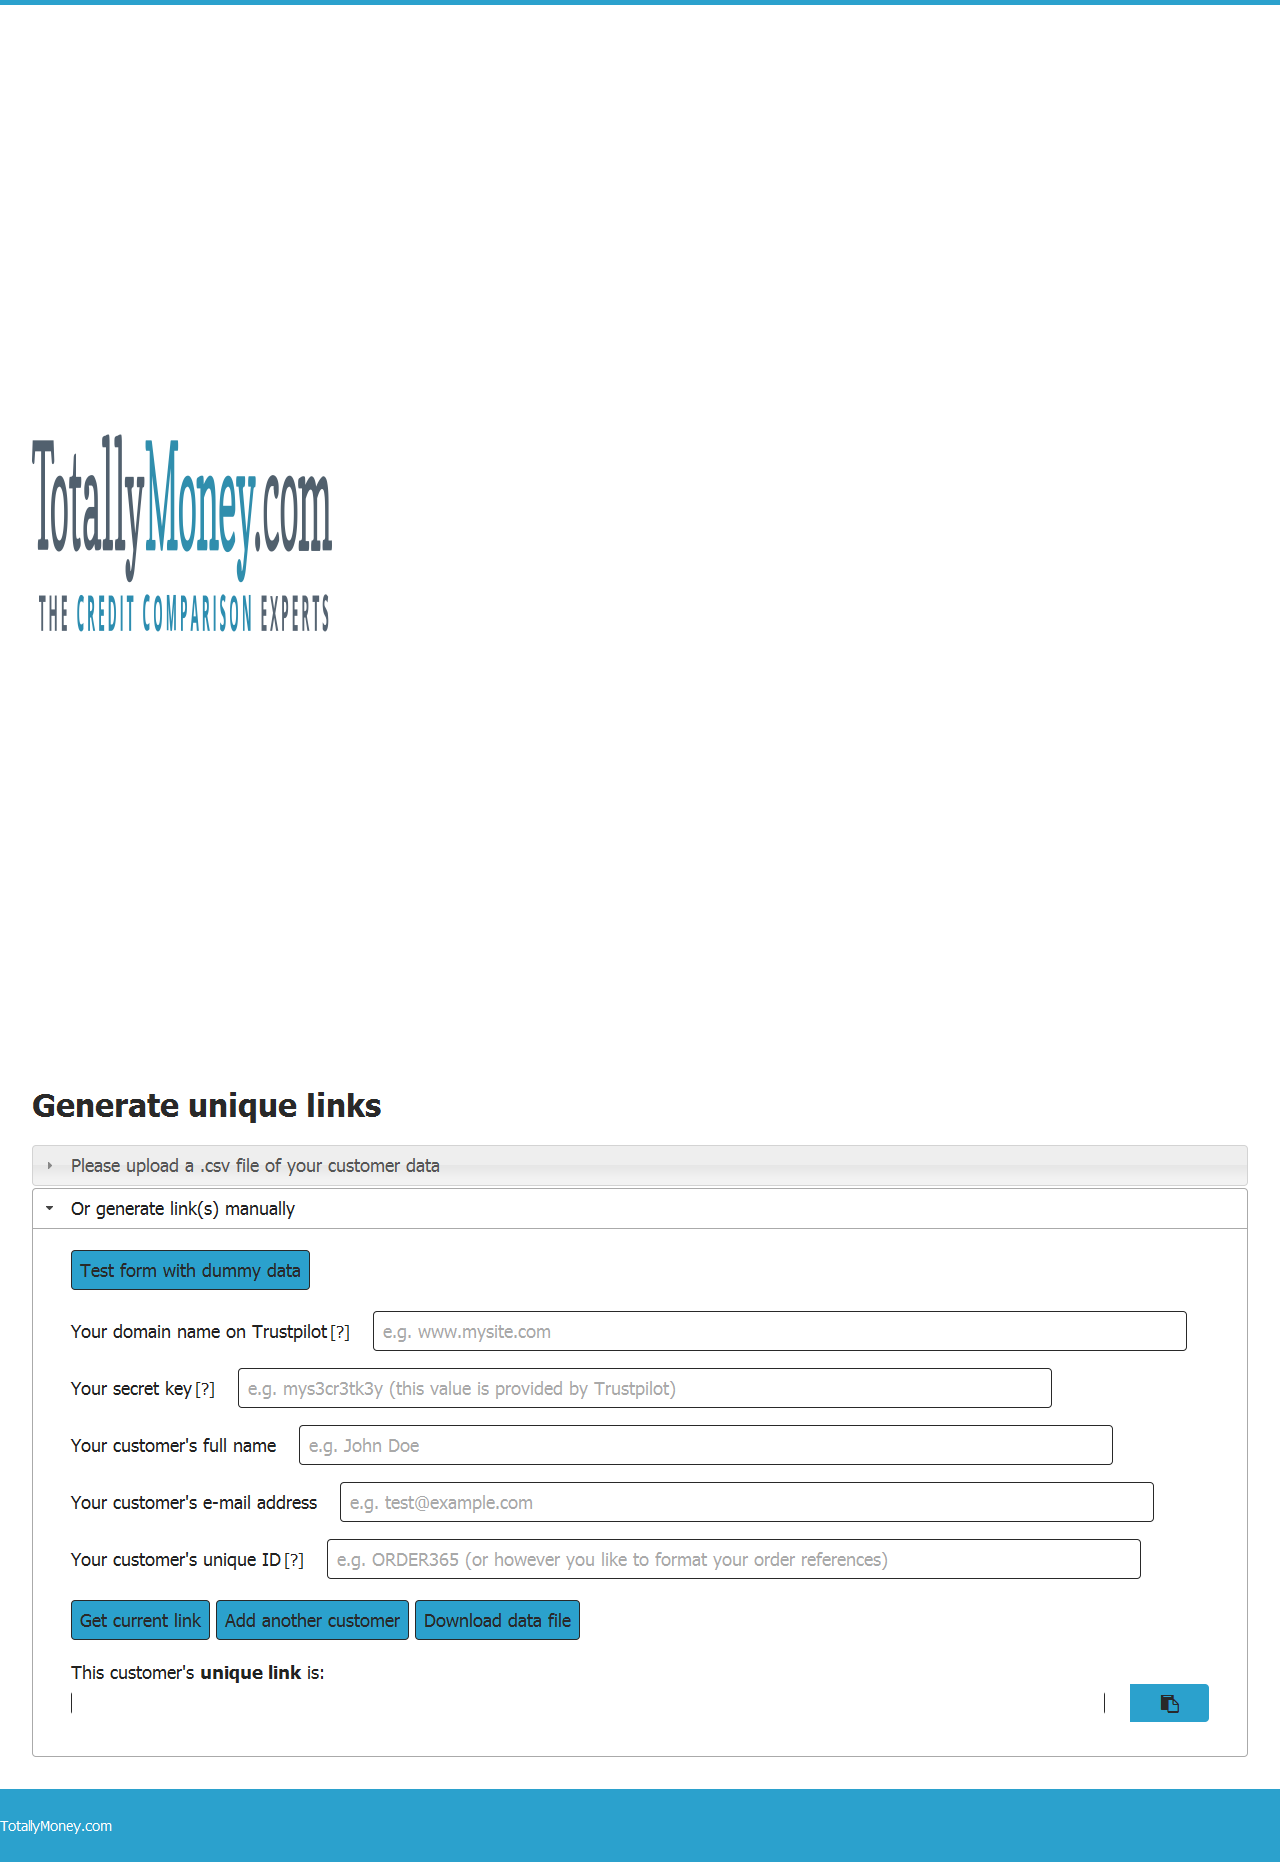 TotallyMoney.com
THE CREDIT COMPARISON EXPERTS
Generate unique links
Please upload a .csv file of your customer data
Or generate link(s) manually
Test form with dummy data
Your domain name on Trustpilot [?] e.g. www.mysite.com
Your secret key [?] e.g. mys3cr3tk3y (this value is provided by Trustpilot)
Your customer's full name e.g. John Doe
Your customer's e-mail address e.g. test@example.com
Your customer's unique ID [?] e.g. ORDER365 (or however you like to format your order references)
Get current link Add another customer Download data file
This customer's unique link is:
TotallyMoney.com